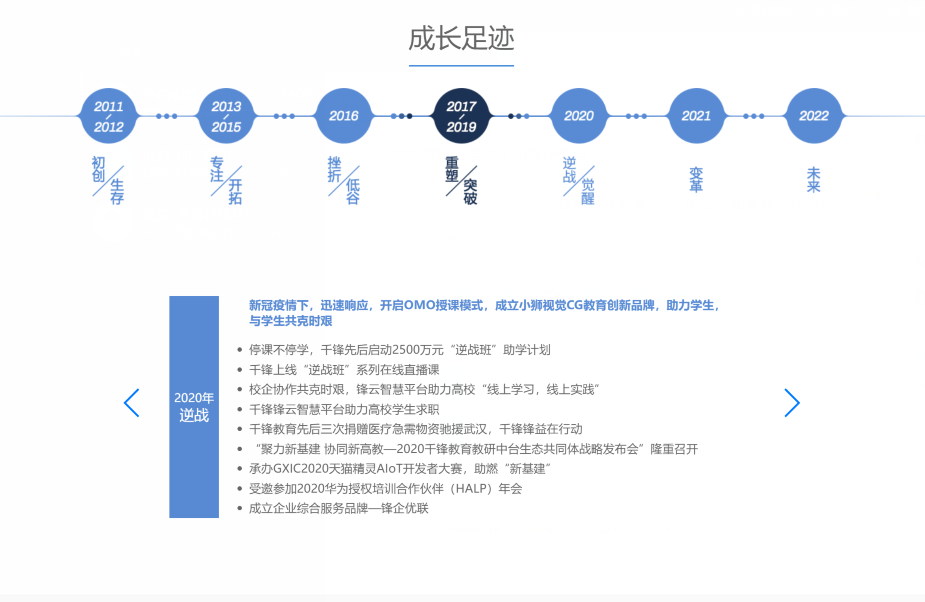 成长足迹
2011
2012
2013
2015
2016
2017
2019
2020
2021
2022
初创
生存
专注
开拓
挫折
低谷
重塑
突破
逆战
觉醒
变革
未来
新冠疫情下，迅速响应，开启OMO授课模式，成立小狮视觉CG教育创新品牌，助力学生，
与学生共克时艰
2020年
逆战
停课不停学，千锋先后启动2500万元“逆战班”助学计划
千锋上线“逆战班”系列在线直播课
校企协作共克时艰，锋云智慧平台助力高校“线上学习，线上实践”
千锋锋云智慧平台助力高校学生求职
千锋教育先后三次捐赠医疗急需物资驰援武汉，千锋锋益在行动
“聚力新基建 协同新高教—2020千锋教育教研中台生态共同体战略发布会”隆重召开
承办GXIC2020天猫精灵AIoT开发者大赛，助燃“新基建”
受邀参加2020华为授权培训合作伙伴（HALP）年会
成立企业综合服务品牌—锋企优联